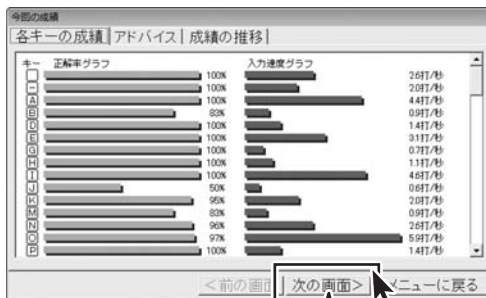 今回の成績
各キーの成績 アドバイス 成績の推移
キー 正解率グラフ 入力速度グラフ
100% 2.6打/秒
- 100% 2.0打/秒
A 100% 4.4打/秒
B 83% 0.9打/秒
D 100% 1.4打/秒
E 100% 3.1打/秒
G 100% 0.7打/秒
H 100% 1.1打/秒
I 100% 4.6打/秒
J 50% 0.6打/秒
K 95% 2.0打/秒
M 83% 0.9打/秒
N 96% 2.6打/秒
O 97% 5.9打/秒
P 100% 1.4打/秒
<前の画面 次の画面> メニューに戻る